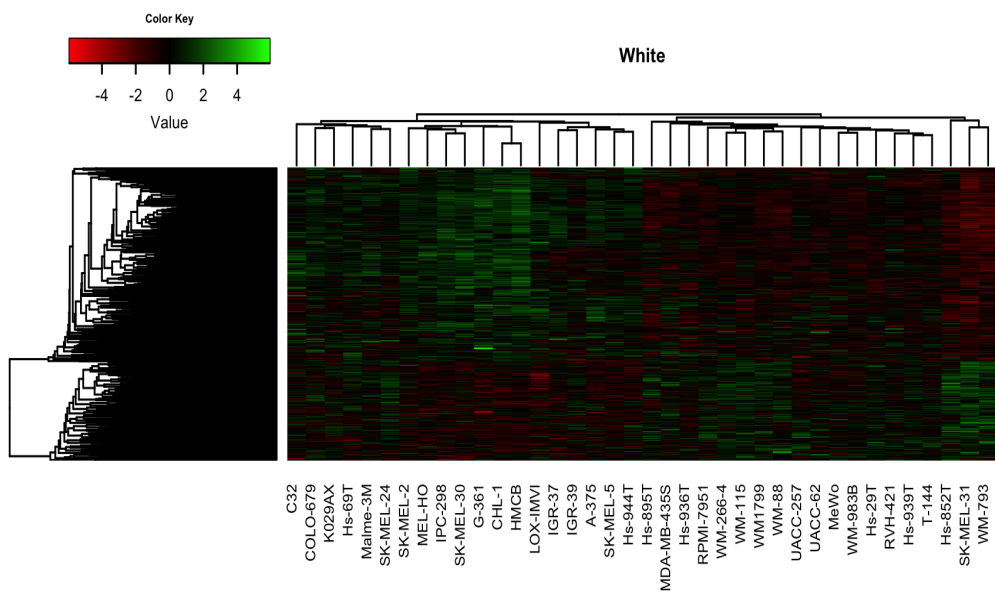 Color Key
-4 -2 0 2 4
Value
White
C32
COLO-679
K029AX
Hs-69T
Malme-3M
SK-MEL-24
SK-MEL-2
MEL-HO
IPC-298
SK-MEL-30
G-361
CHL-1
HMCB
LOX-IMVI
IGR-37
IGR-39
A-375
SK-MEL-5
Hs-944T
Hs-895T
MDA-MB-435S
Hs-936T
RPMI-7951
WM-266-4
WM-115
WM1799
WM-88
UACC-257
UACC-62
MeWo
WM-983B
Hs-29T
RVH-421
Hs-939T
T-144
Hs-852T
SK-MEL-31
WM-793